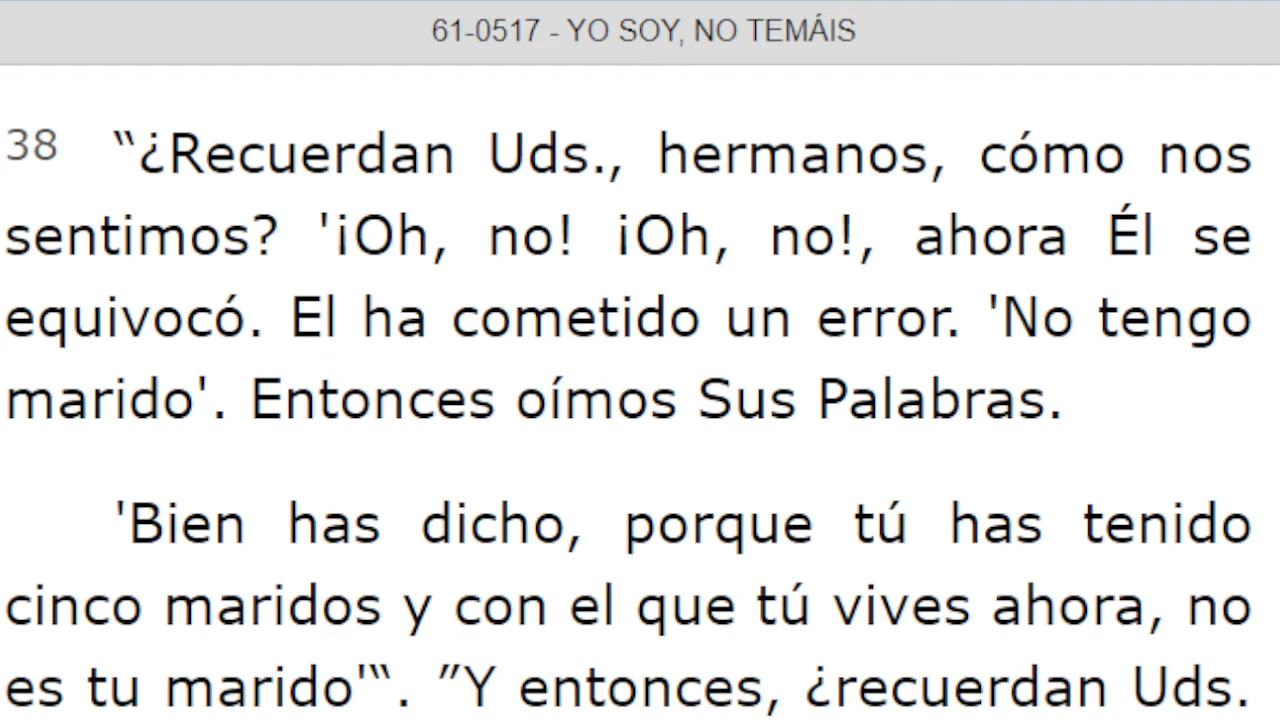 61-0517 - YO SOY, NO TEMÁIS
38 “¿Recuerdan Uds., hermanos, cómo nos
sentimos? '¡Oh, no! ¡Oh, no!, ahora Él se
equivocó. El ha cometido un error. 'No tengo
marido'. Entonces oímos Sus Palabras.
'Bien has dicho, porque tú has tenido
cinco maridos y con el que tú vives ahora, no
es tu marido'“. ”Y entonces, ¿recuerdan Uds.